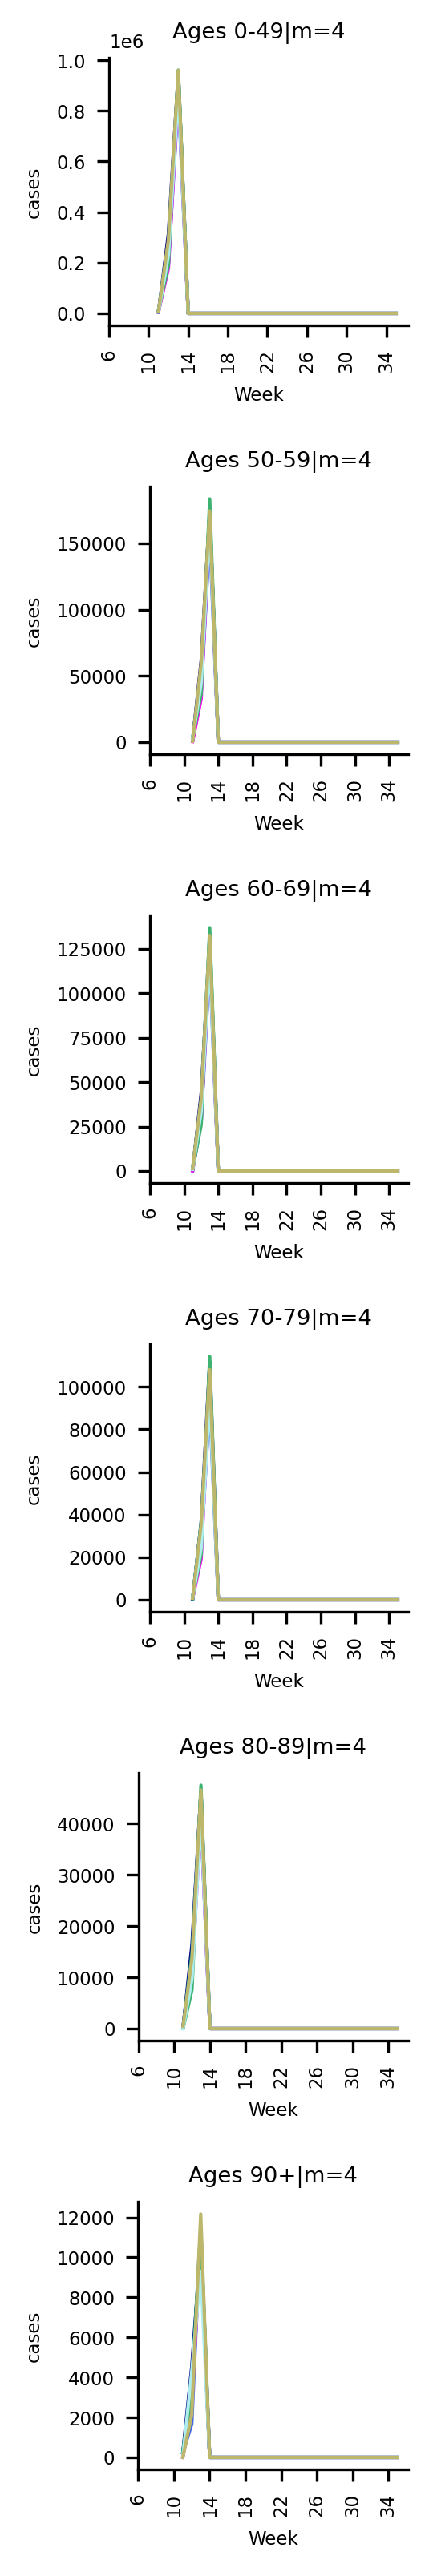 Ages 0-49|m=4
1e6
1.0
0.8
0.6
0.4
0.2
0.0
cases
6 10 14 18 22 26 30 34
Week
Ages 50-59|m=4
150000
100000
50000
0
cases
6 10 14 18 22 26 30 34
Week
Ages 60-69|m=4
125000
100000
75000
50000
25000
0
cases
6 10 14 18 22 26 30 34
Week
Ages 70-79|m=4
100000
80000
60000
40000
20000
0
cases
6 10 14 18 22 26 30 34
Week
Ages 80-89|m=4
40000
30000
20000
10000
0
cases
6 10 14 18 22 26 30 34
Week
Ages 90+|m=4
12000
10000
8000
6000
4000
2000
0
cases
6 10 14 18 22 26 30 34
Week